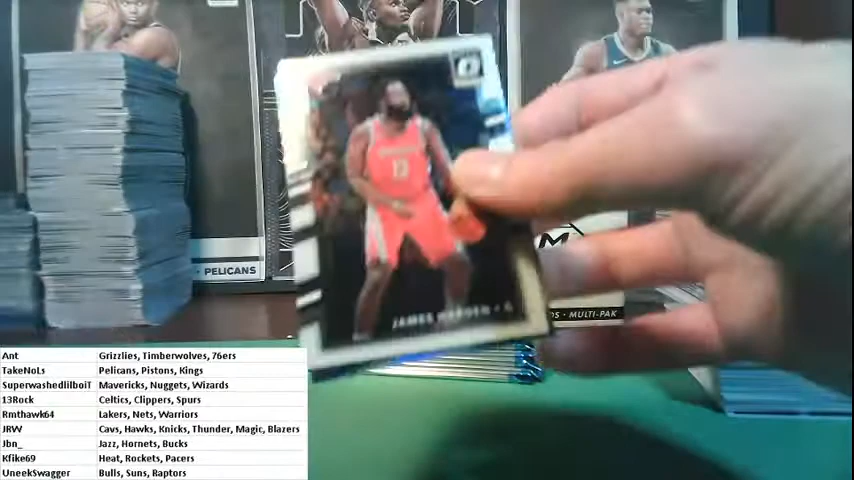 13
JAMES HARDEN • G
• PELICANS
M
OS • MULTI-PAK
Ant Grizzlies, Timberwolves, 76ers
TakeNoLs Pelicans, Pistons, Kings
SuperwashedlilboiT Mavericks, Nuggets, Wizards
13Rock Celtics, Clippers, Spurs
Rmthawk64 Lakers, Nets, Warriors
JRW Cavs, Hawks, Knicks, Thunder, Magic, Blazers
Jbn_ Jazz, Hornets, Bucks
Kfike69 Heat, Rockets, Pacers
UneekSwagger Bulls, Suns, Raptors